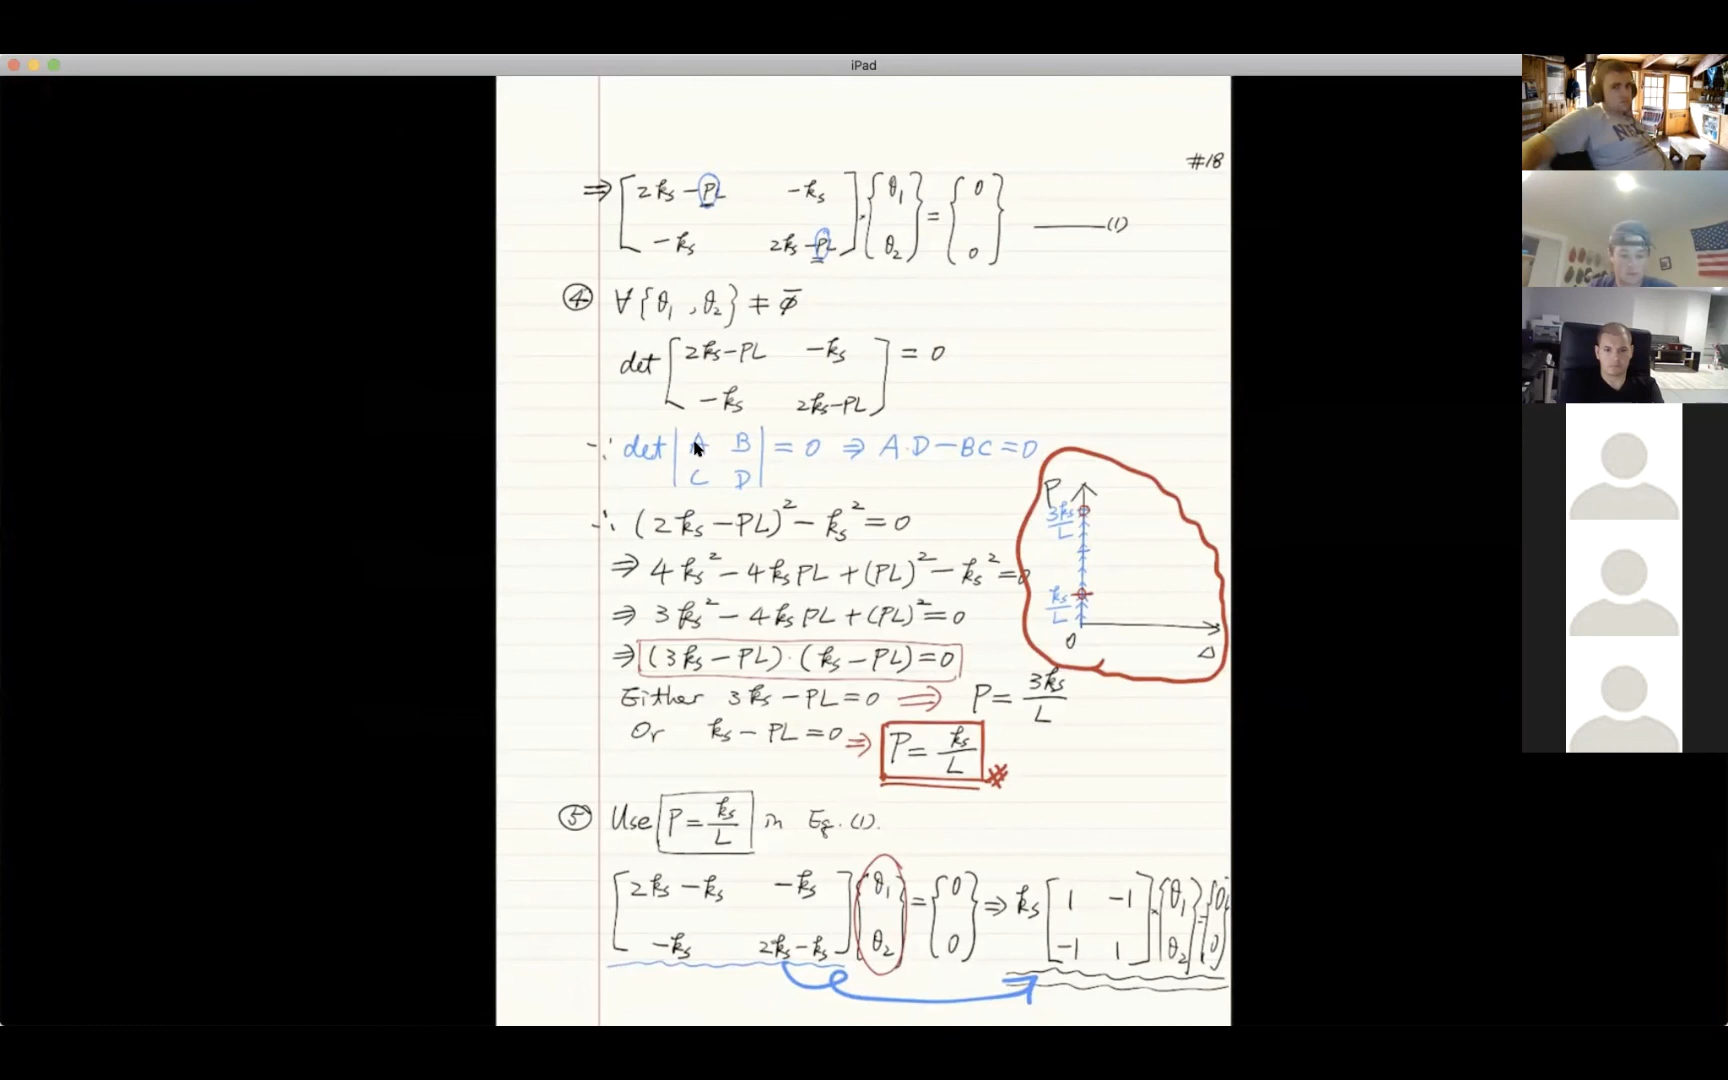 iPad
#18
⇒ [2ks-PL -ks] · {θ1} = {0} ——(1)
[-ks 2ks-PL] {θ2} {0}
④ ∀{θ1, θ2} ≠ φ̄
det [2ks-PL -ks] = 0
[-ks 2ks-PL]
∵ det |A B| = 0 ⇒ A·D-BC=0
|C D|
∴ (2ks-PL)² - ks² = 0
⇒ 4ks² - 4ksPL + (PL)² - ks² = 0
⇒ 3ks² - 4ksPL + (PL)² = 0
⇒ (3ks-PL)·(ks-PL)=0
Either 3ks-PL=0 ⇒ P= 3ks/L
Or ks-PL=0 ⇒ P= ks/L #
P
3ks/L
ks/L
0
Δ
⑤ Use P= ks/L in Eq. (1).
[2ks-ks -ks] {θ1} = {0} ⇒ ks [1 -1] {θ1} = {0}
[-ks 2ks-ks] {θ2} {0} [-1 1] {θ2} {0}